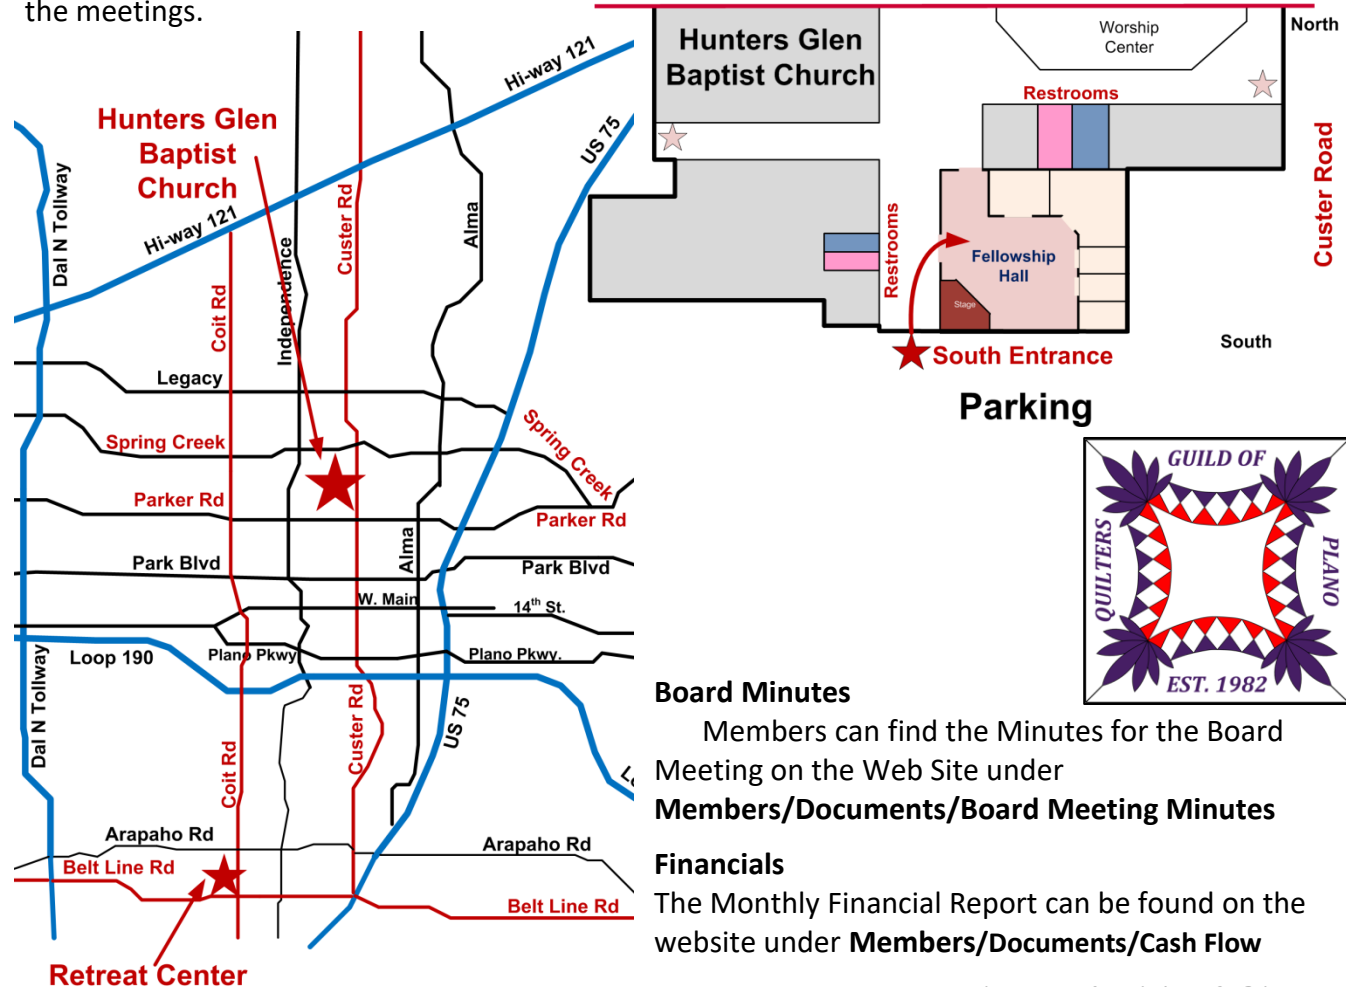 the meetings.
Hi-way 121
Hunters Glen
Baptist
Church
US 75
Dal N Tollway
Custer Rd
Alma
Hi-way 121
Independence
Coit Rd
Legacy
Spring Creek
Spring Creek
Parker Rd
Parker Rd
Alma
Park Blvd
Park Blvd
W. Main
14th St.
Loop 190
Plano Pkwy
Plano Pkwy.
Dal N Tollway
US 75
Custer Rd
Coit Rd
Arapaho Rd
Arapaho Rd
Belt Line Rd
Belt Line Rd
Retreat Center
Hunters Glen
Baptist Church
Worship
Center
North
Restrooms
Custer Road
Restrooms
Fellowship
Hall
Stage
South
South Entrance
Parking
GUILD OF
QUILTERS
PLANO
EST. 1982
Board Minutes
Members can find the Minutes for the Board
Meeting on the Web Site under
Members/Documents/Board Meeting Minutes
Financials
The Monthly Financial Report can be found on the
website under Members/Documents/Cash Flow